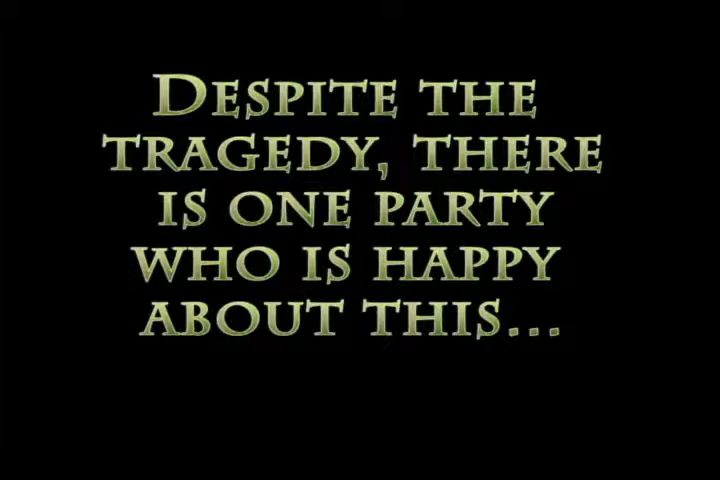 Despite the
tragedy, there
is one party
who is happy
about this...